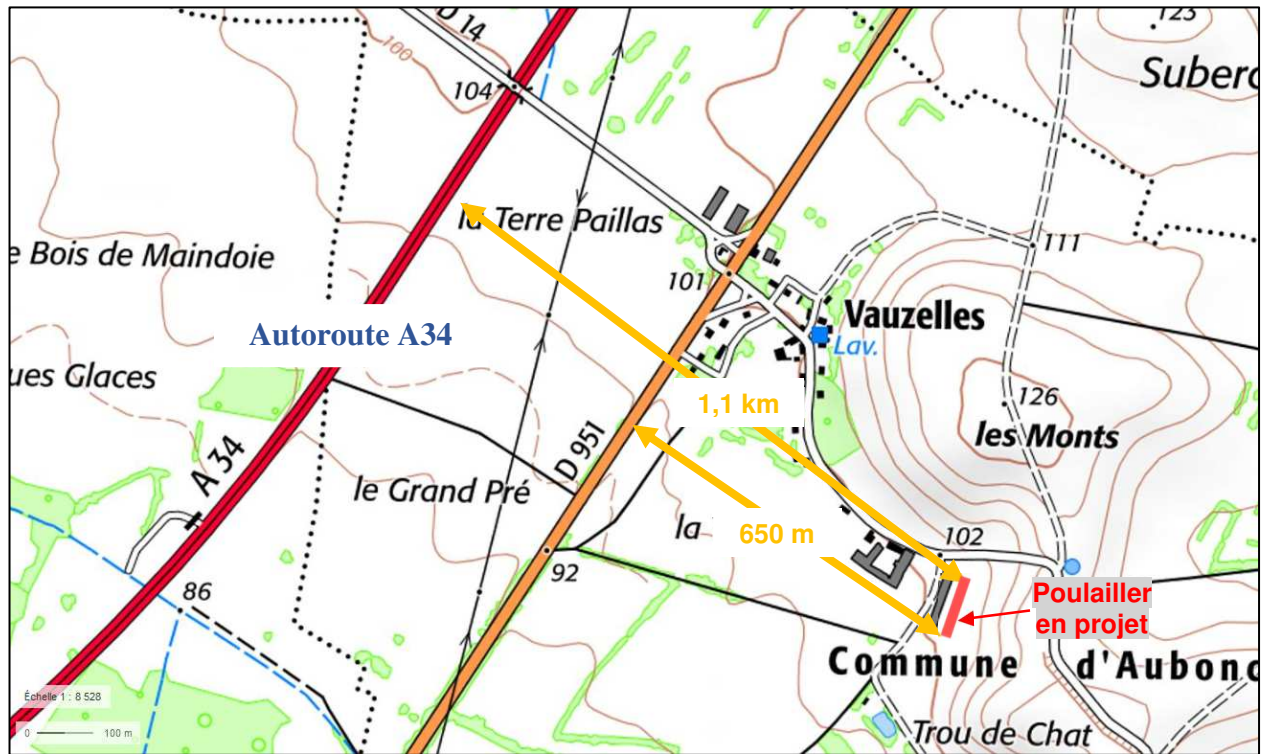 D 14
100
104
123
Suberc
la Terre Paillas
111
e Bois de Maindoie
101
Vauzelles
Lav.
Autoroute A34
ues Glaces
1,1 km
126
les Monts
A 34
D 951
le Grand Pré
la
650 m
102
92
86
Poulailler
en projet
Commune d'Aubonc
Échelle 1 : 8 528
0 100 m
Trou de Chat